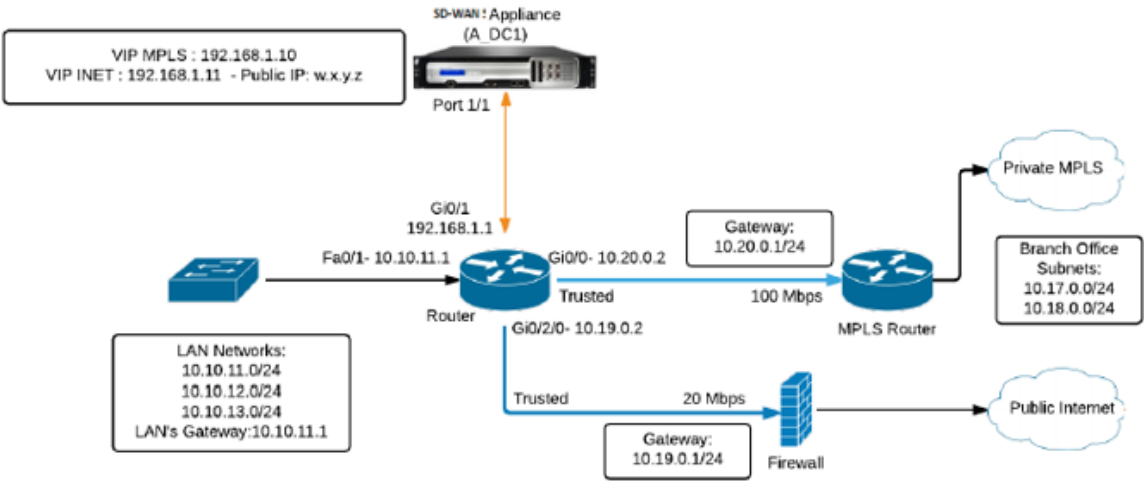 SD-WAN: Appliance
(A_DC1)
VIP MPLS : 192.168.1.10
VIP INET : 192.168.1.11 - Public IP: w.x.y.z
Port 1/1
Private MPLS
Gi0/1
192.168.1.1
Gateway:
10.20.0.1/24
Fa0/1- 10.10.11.1
Gi0/0- 10.20.0.2
Branch Office
Subnets:
10.17.0.0/24
10.18.0.0/24
Trusted
100 Mbps
Router
MPLS Router
Gi0/2/0- 10.19.0.2
LAN Networks:
10.10.11.0/24
10.10.12.0/24
10.10.13.0/24
LAN's Gateway:10.10.11.1
Trusted
20 Mbps
Public Internet
Gateway:
10.19.0.1/24
Firewall